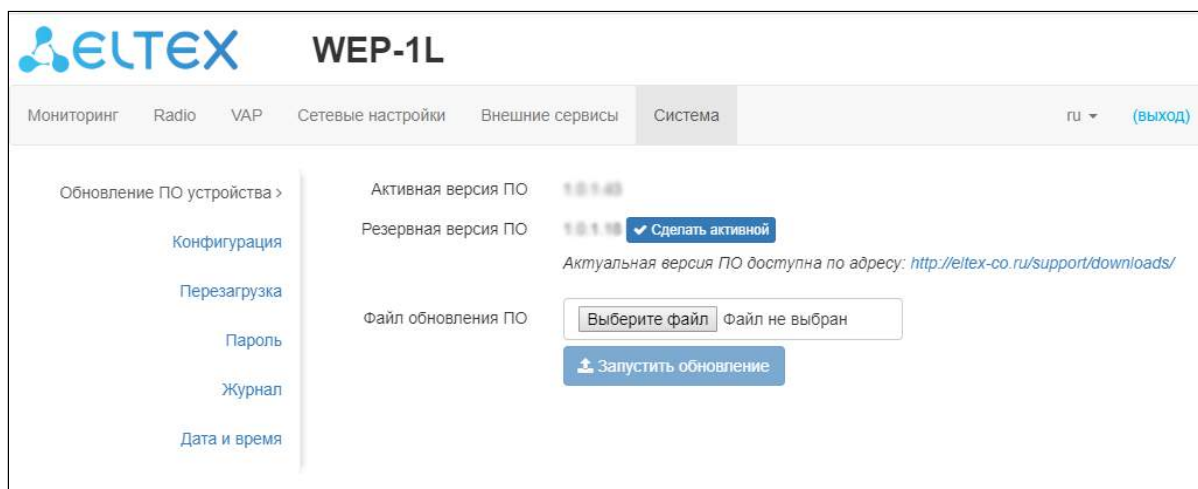 ELTEX WEP-1L
Мониторинг Radio VAP Сетевые настройки Внешние сервисы Система ru (выход)
Обновление ПО устройства >
Конфигурация
Перезагрузка
Пароль
Журнал
Дата и время
Активная версия ПО
Резервная версия ПО Сделать активной
Актуальная версия ПО доступна по адресу: http://eltex-co.ru/support/downloads/
Файл обновления ПО Выберите файл Файл не выбран
Запустить обновление